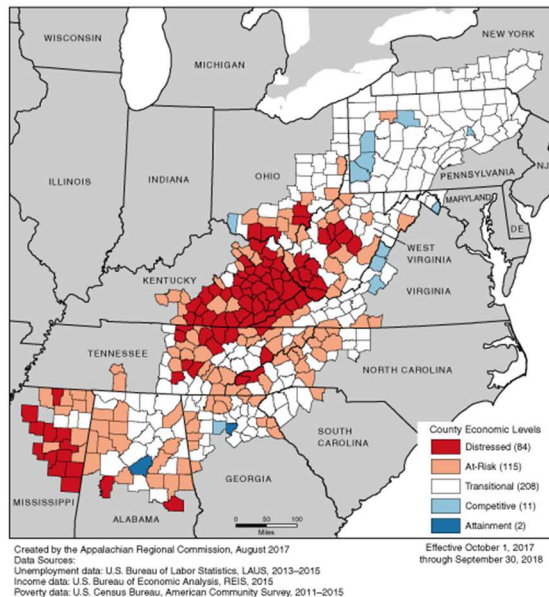 WISCONSIN
NEW YORK
MICHIGAN
ILLINOIS
INDIANA
OHIO
PENNSYLVANIA
NJ
MARYLAND
DE
WEST
VIRGINIA
KENTUCKY
VIRGINIA
TENNESSEE
NORTH CAROLINA
SOUTH
CAROLINA
GEORGIA
MISSISSIPPI
ALABAMA
County Economic Levels
Distressed (84)
At-Risk (115)
Transitional (208)
Competitive (11)
Attainment (2)
0 50 100
Miles
Created by the Appalachian Regional Commission, August 2017
Data Sources:
Unemployment data: U.S. Bureau of Labor Statistics, LAUS, 2013–2015
Income data: U.S. Bureau of Economic Analysis, REIS, 2015
Poverty data: U.S. Census Bureau, American Community Survey, 2011–2015
Effective October 1, 2017
through September 30, 2018